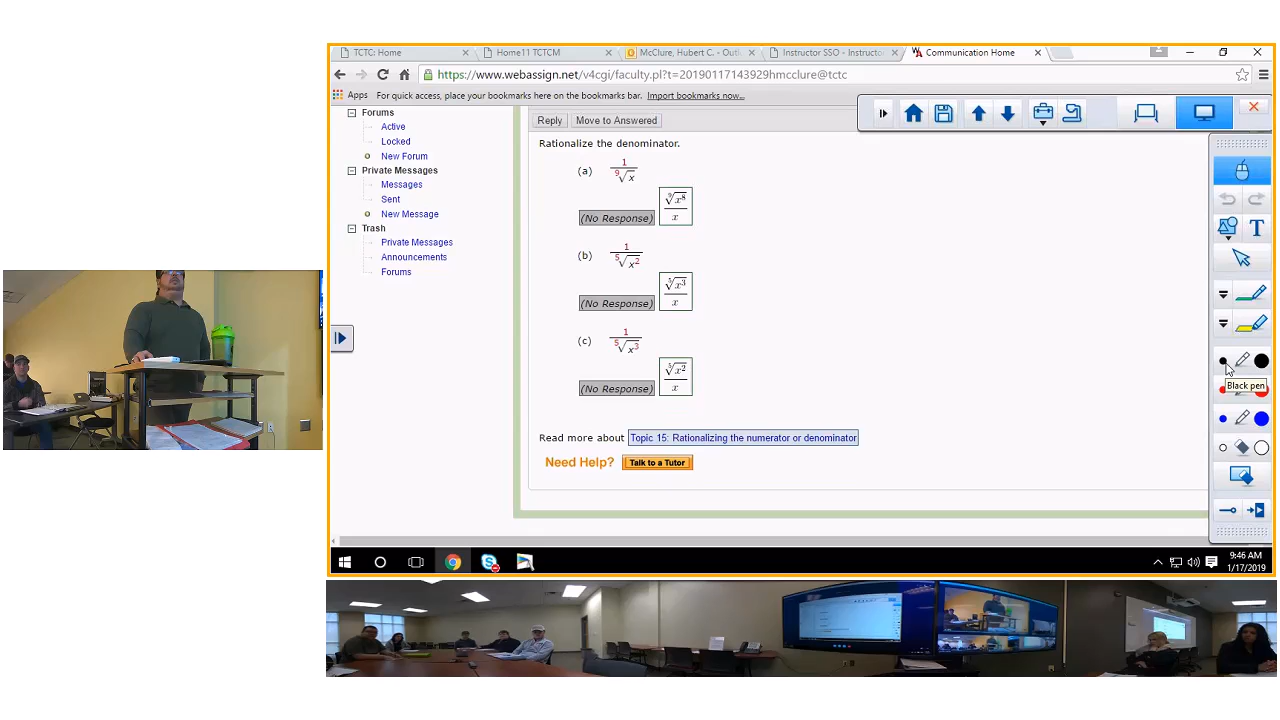 TCTC: Home
Home11 TCTCM
McClure, Hubert C. - Outl
Instructor SSO - Instructo
Communication Home
https://www.webassign.net/v4cgi/faculty.pl?t=20190117143929hmcclure@tctc
Apps For quick access, place your bookmarks here on the bookmarks bar. Import bookmarks now...
Forums
Active
Locked
New Forum
Private Messages
Messages
Sent
New Message
Trash
Private Messages
Announcements
Forums
Reply Move to Answered
Rationalize the denominator.
(a) 1
⁹√x
(No Response) ⁹√x⁸
x
(b) 1
⁵√x²
(No Response) ⁵√x³
x
(c) 1
⁵√x³
(No Response) ⁵√x²
x
Read more about Topic 15: Rationalizing the numerator or denominator
Need Help? Talk to a Tutor
T
Black pen
9:46 AM
1/17/2019